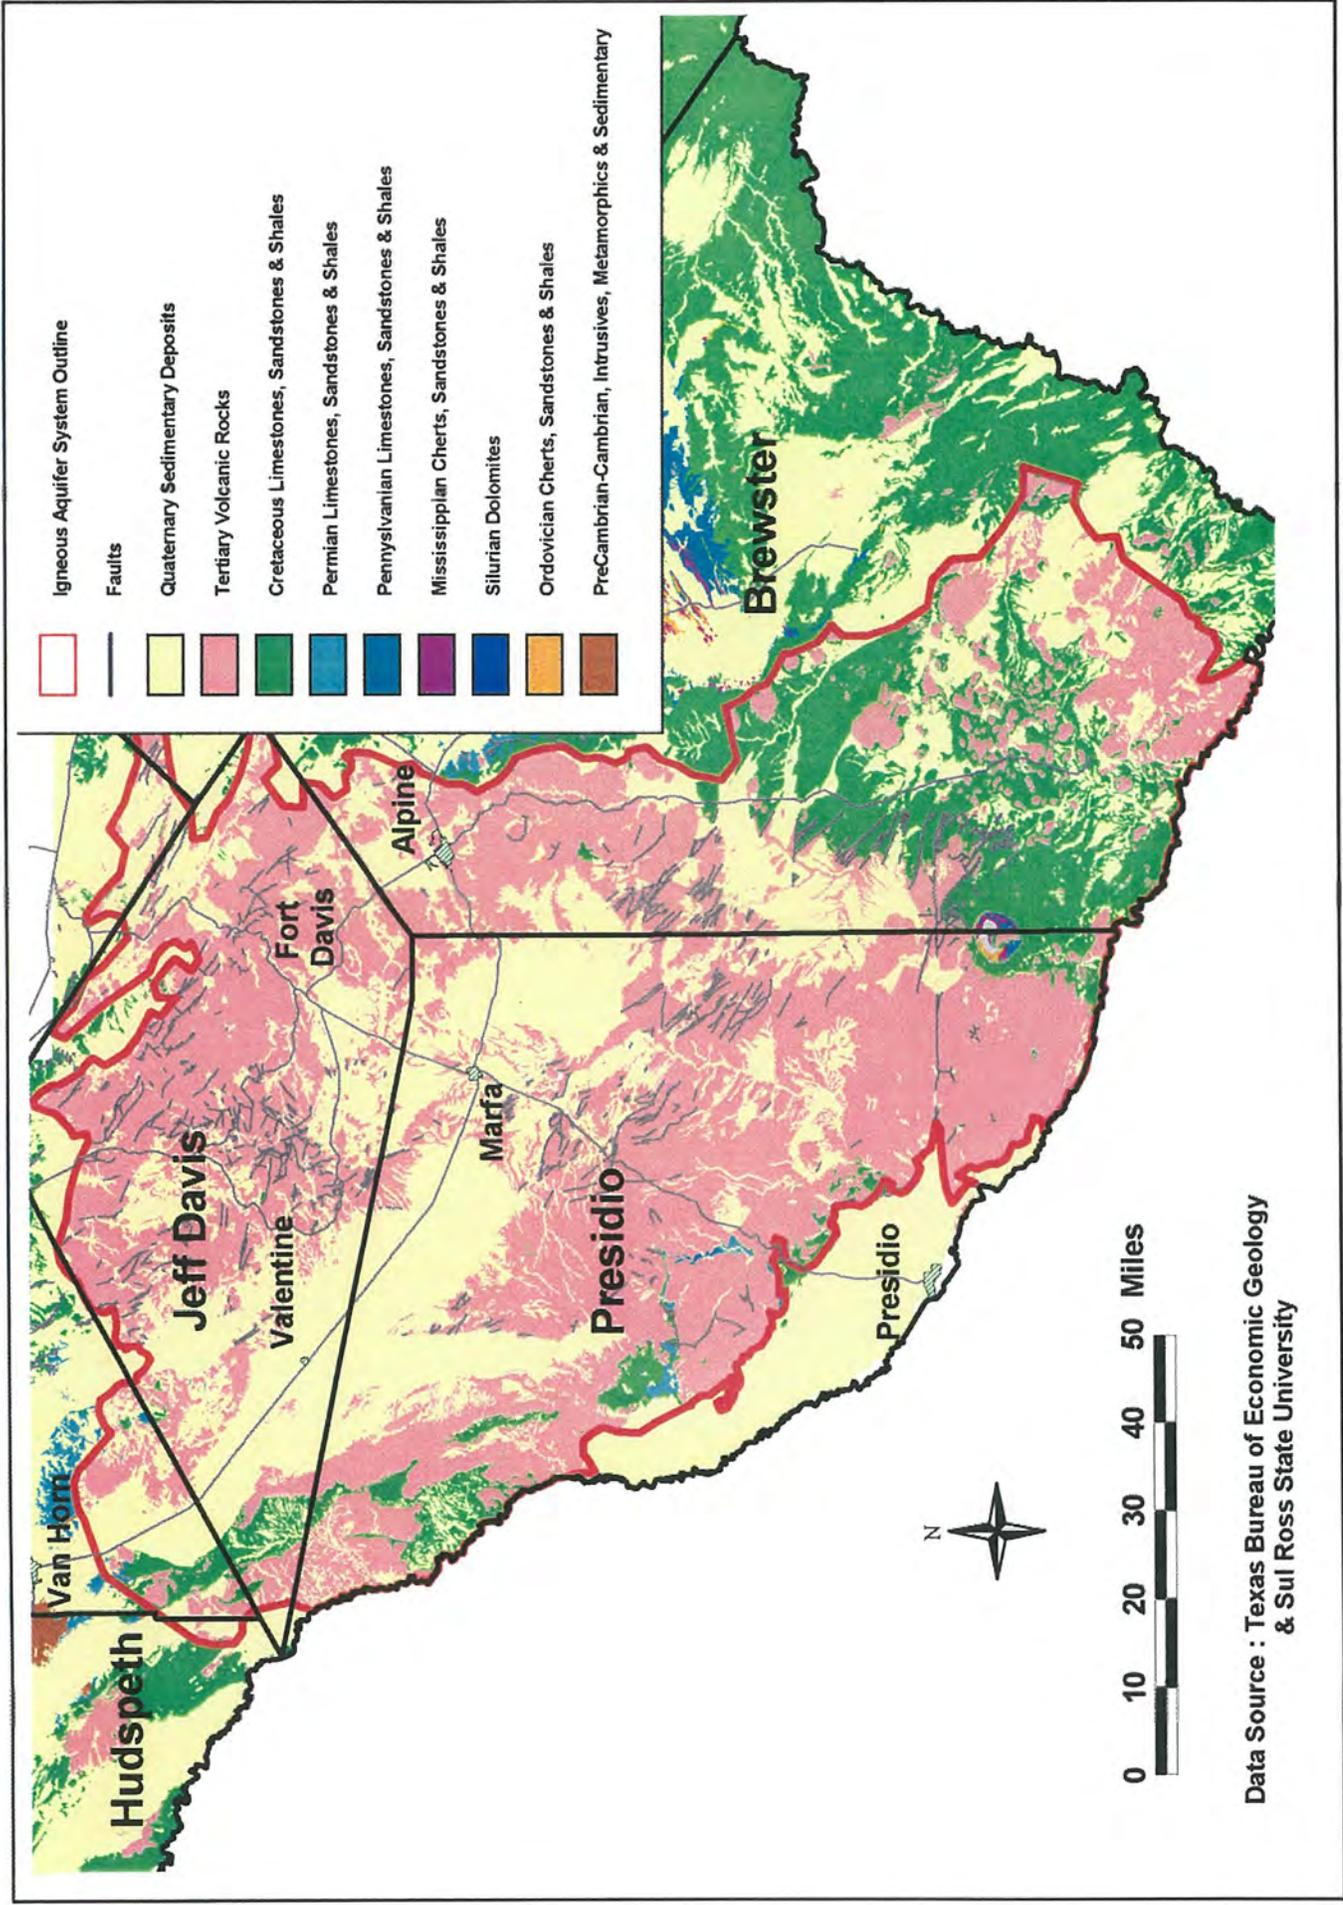 Igneous Aquifer System Outline
Faults
Quaternary Sedimentary Deposits
Tertiary Volcanic Rocks
Cretaceous Limestones, Sandstones & Shales
Permian Limestones, Sandstones & Shales
Pennyslvanian Limestones, Sandstones & Shales
Mississippian Cherts, Sandstones & Shales
Silurian Dolomites
Ordovician Cherts, Sandstones & Shales
PreCambrian-Cambrian, Intrusives, Metamorphics & Sedimentary
Hudspeth
Van Horn
Jeff Davis
Valentine
Fort
Davis
Alpine
Marfa
Presidio
Presidio
Brewster
N
0 10 20 30 40 50 Miles
Data Source : Texas Bureau of Economic Geology
& Sul Ross State University